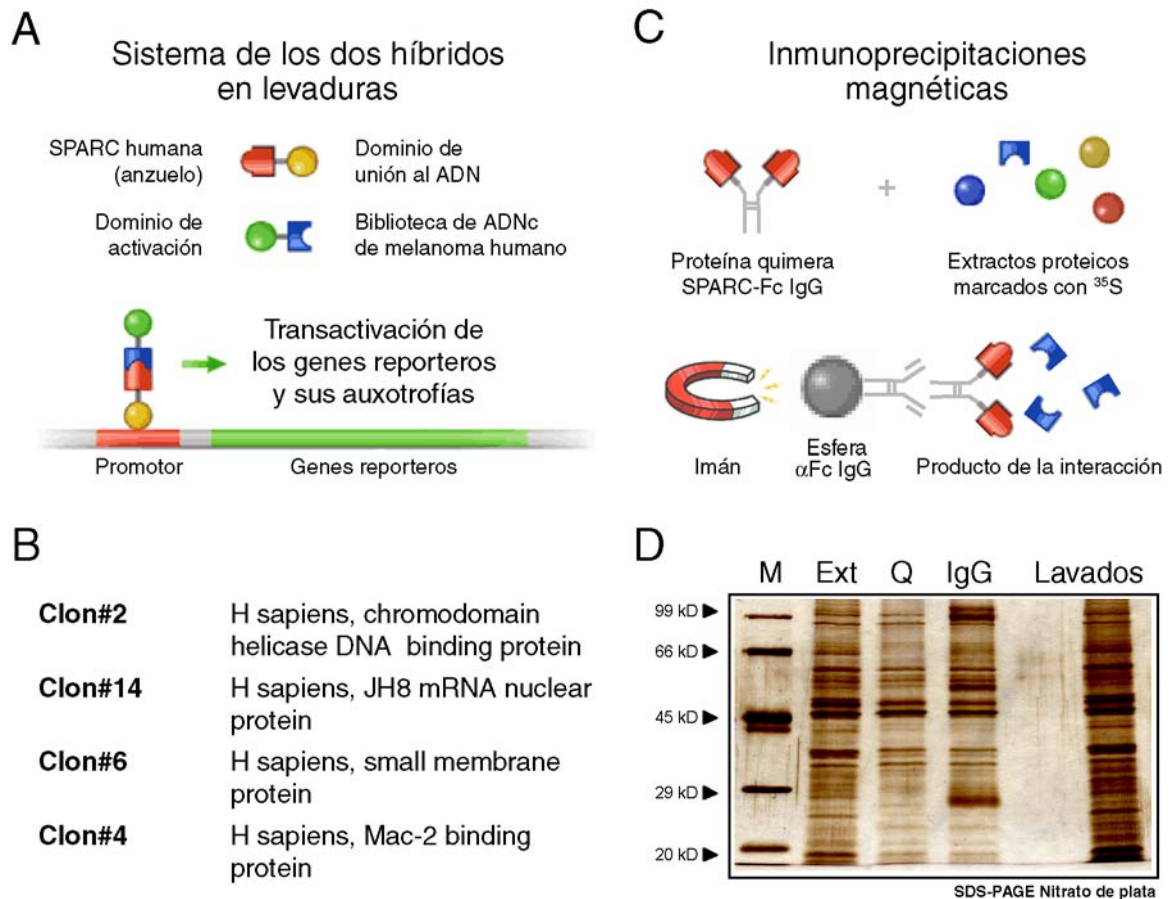 A
Sistema de los dos híbridos
en levaduras
SPARC humana
(anzuelo)
Dominio de
unión al ADN
Dominio de
activación
Biblioteca de ADNc
de melanoma humano
Transactivación de
los genes reporteros
y sus auxotrofías
Promotor
Genes reporteros
B
Clon#2 H sapiens, chromodomain
helicase DNA binding protein
Clon#14 H sapiens, JH8 mRNA nuclear
protein
Clon#6 H sapiens, small membrane
protein
Clon#4 H sapiens, Mac-2 binding
protein
C
Inmunoprecipitaciones
magnéticas
+
Proteína quimera
SPARC-Fc IgG
Extractos proteicos
marcados con ³⁵S
Imán
Esfera
αFc IgG
Producto de la interacción
D
M Ext Q IgG Lavados
99 kD
66 kD
45 kD
29 kD
20 kD
SDS-PAGE Nitrato de plata